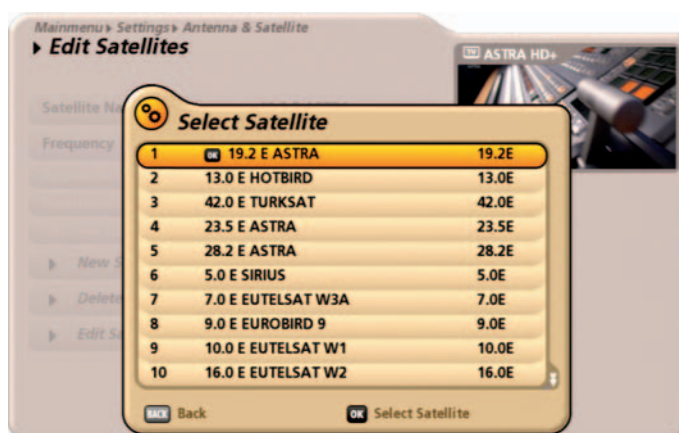 Mainmenu Settings Antenna & Satellite
Edit Satellites
TV ASTRA HD+
Satellite Na
Frequency
Select Satellite
1 OK 19.2 E ASTRA 19.2E
2 13.0 E HOTBIRD 13.0E
3 42.0 E TURKSAT 42.0E
4 23.5 E ASTRA 23.5E
5 28.2 E ASTRA 28.2E
6 5.0 E SIRIUS 5.0E
7 7.0 E EUTELSAT W3A 7.0E
8 9.0 E EUROBIRD 9 9.0E
9 10.0 E EUTELSAT W1 10.0E
10 16.0 E EUTELSAT W2 16.0E
New S
Delete
Edit Sa
BACK Back OK Select Satellite